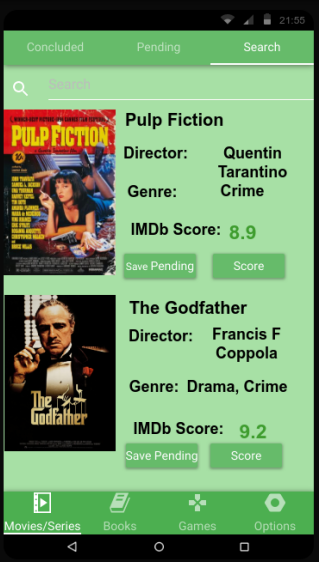 21:55
Concluded Pending Search
Search
Pulp Fiction
PULP FICTION
Director: Quentin
Tarantino
Genre: Crime
IMDb Score: 8.9
Save Pending Score
The Godfather
Director: Francis F
Coppola
The
Godfather
Genre: Drama, Crime
IMDb Score: 9.2
Save Pending Score
Movies/Series Books Games Options